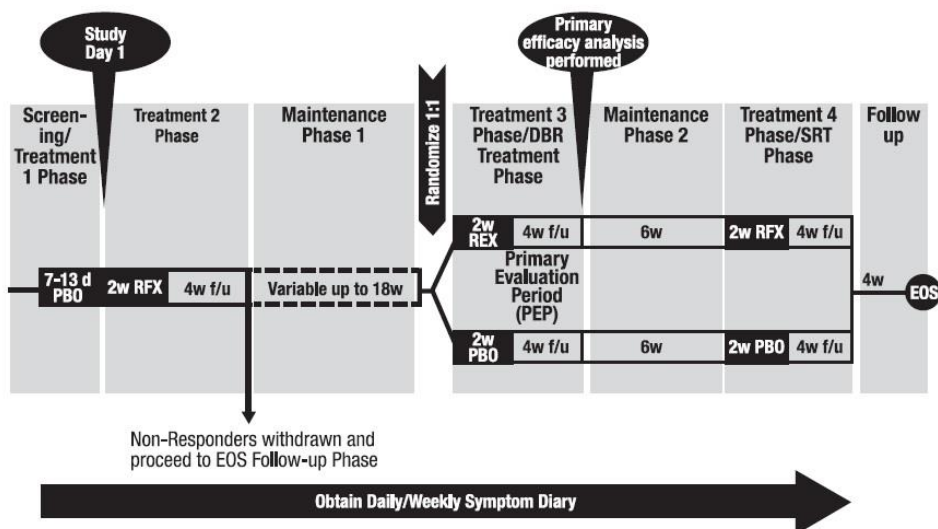 Study
Day 1
Primary
efficacy analysis
performed
Screen-
ing/
Treatment
1 Phase
Treatment 2
Phase
Maintenance
Phase 1
Randomize 1:1
Treatment 3
Phase/DBR
Treatment
Phase
Maintenance
Phase 2
Treatment 4
Phase/SRT
Phase
Follow
up
2w
REX
4w f/u
6w
2w RFX
4w f/u
7-13 d
PBO
2w RFX
4w f/u
Variable up to 18w
Primary
Evaluation
Period
(PEP)
4w
EOS
2w
PBO
4w f/u
6w
2w PBO
4w f/u
Non-Responders withdrawn and
proceed to EOS Follow-up Phase
Obtain Daily/Weekly Symptom Diary